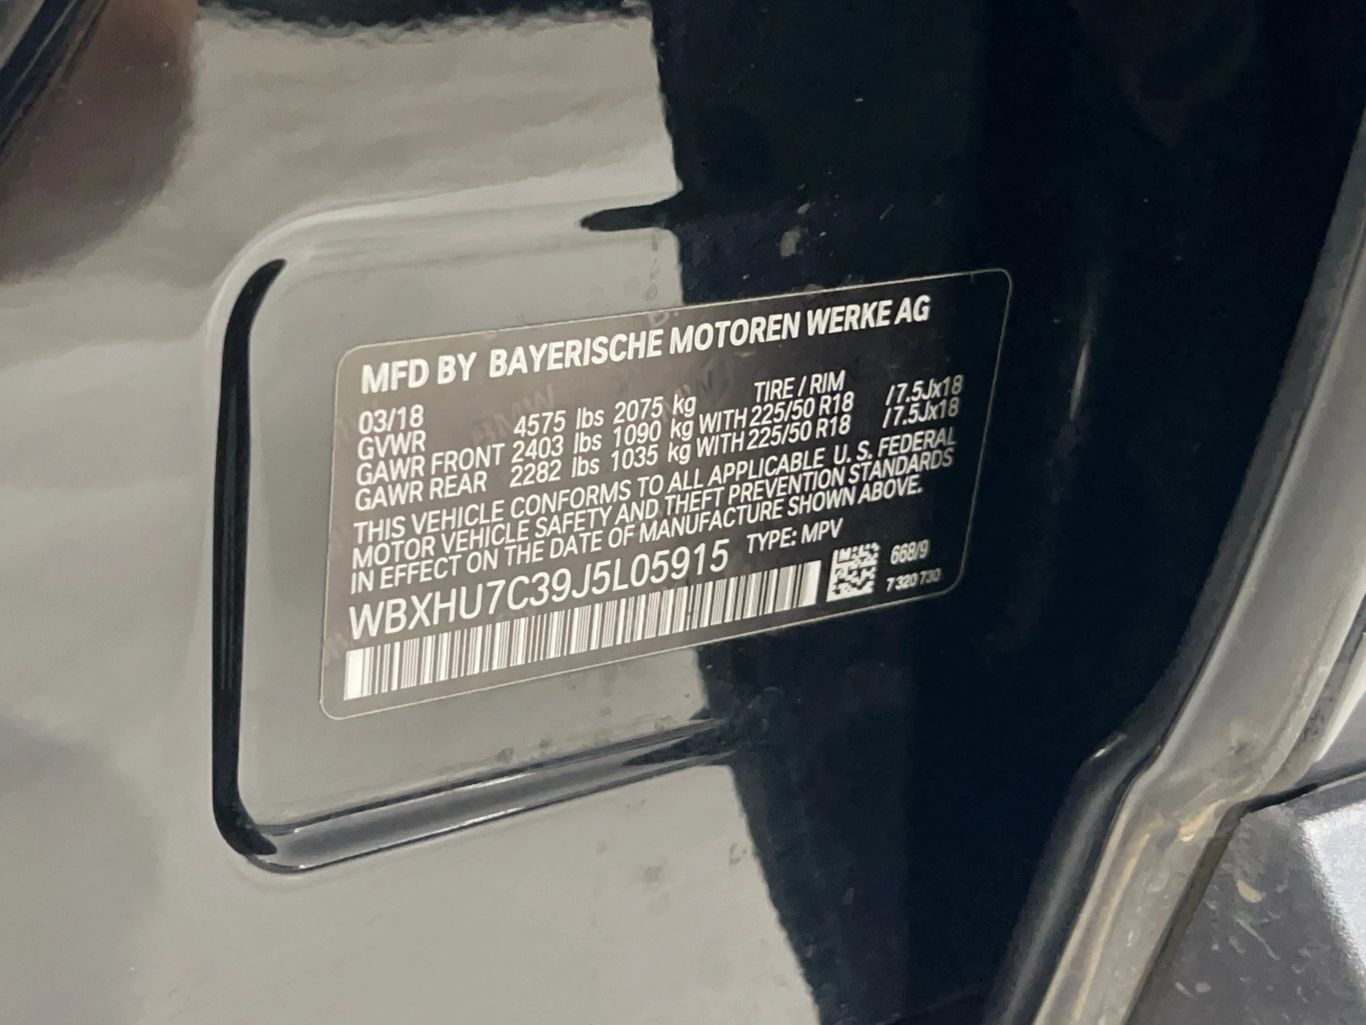 MFD BY BAYERISCHE MOTOREN WERKE AG
03/18 TIRE / RIM
GVWR 4575 lbs 2075 kg
GAWR FRONT 2403 lbs 1090 kg WITH 225/50 R18 /7.5Jx18
GAWR REAR 2282 lbs 1035 kg WITH 225/50 R18 /7.5Jx18
THIS VEHICLE CONFORMS TO ALL APPLICABLE U. S. FEDERAL
MOTOR VEHICLE SAFETY AND THEFT PREVENTION STANDARDS
IN EFFECT ON THE DATE OF MANUFACTURE SHOWN ABOVE.
WBXHU7C39J5L05915 TYPE: MPV
668/9
7 320 730